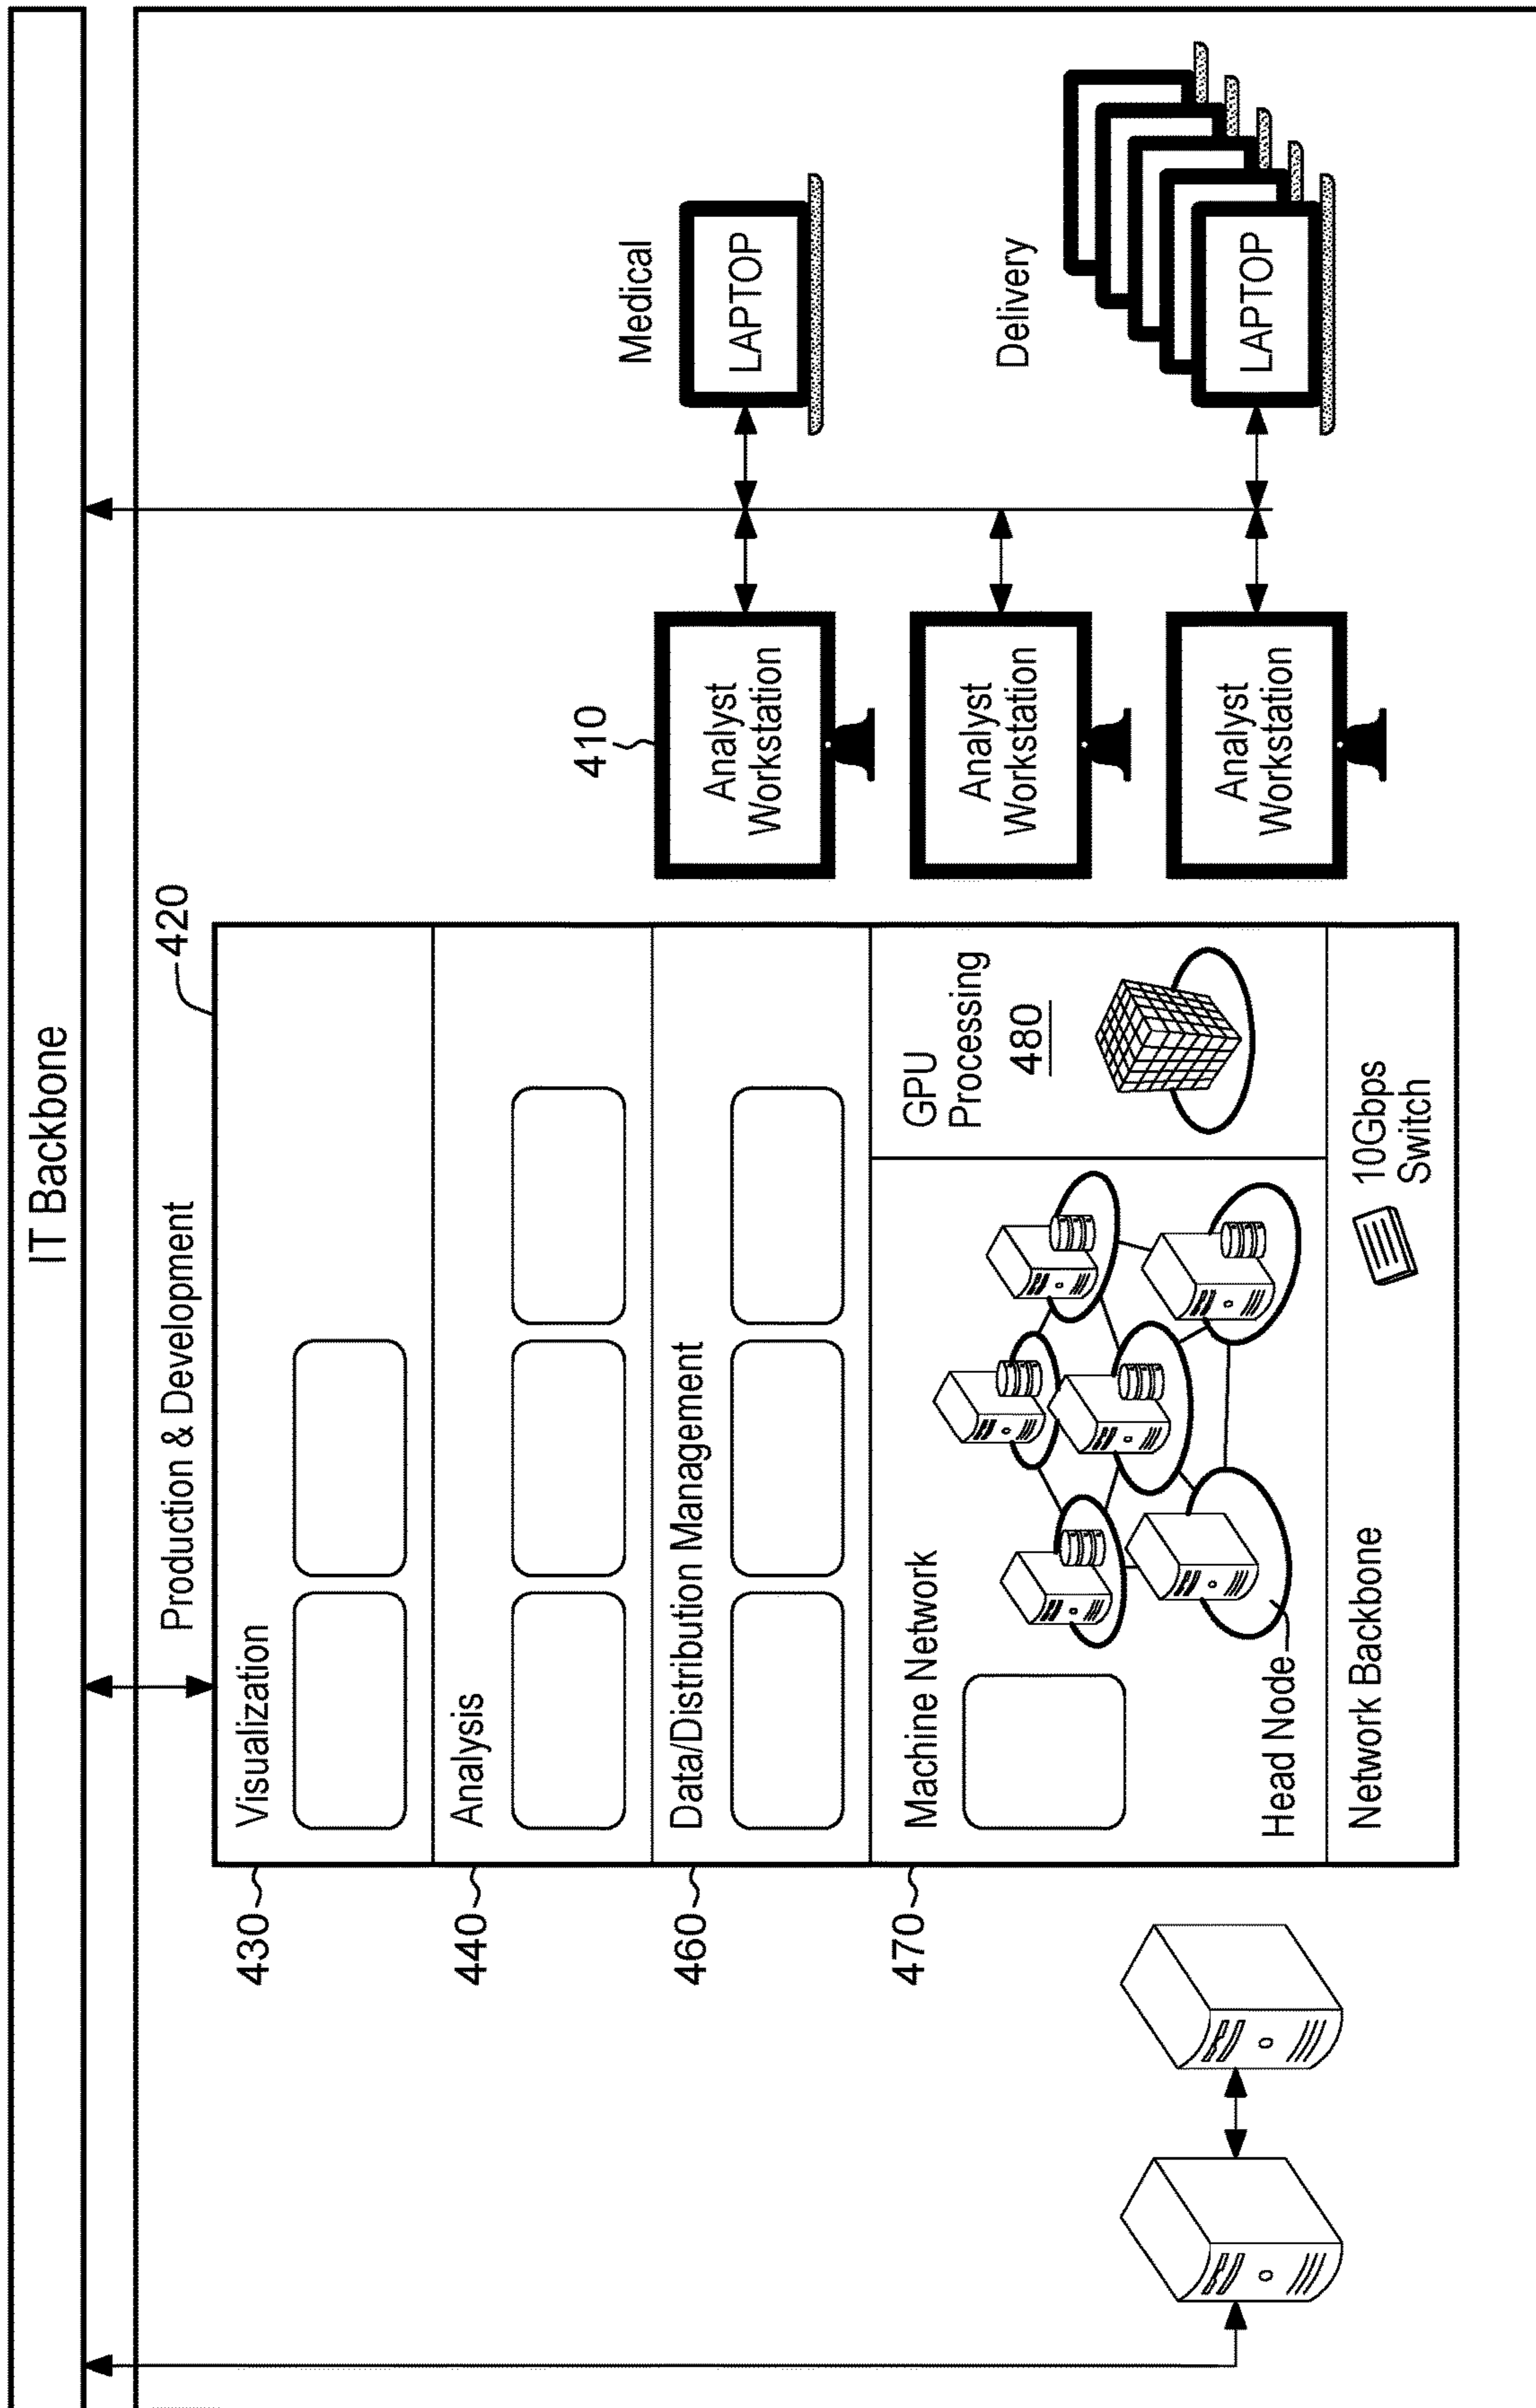 IT Backbone
Production & Development
420
430
Visualization
440
Analysis
460
Data/Distribution Management
470
Machine Network
Head Node
GPU
Processing
480
Network Backbone
10Gbps
Switch
410
Analyst
Workstation
Analyst
Workstation
Analyst
Workstation
Medical
LAPTOP
Delivery
LAPTOP